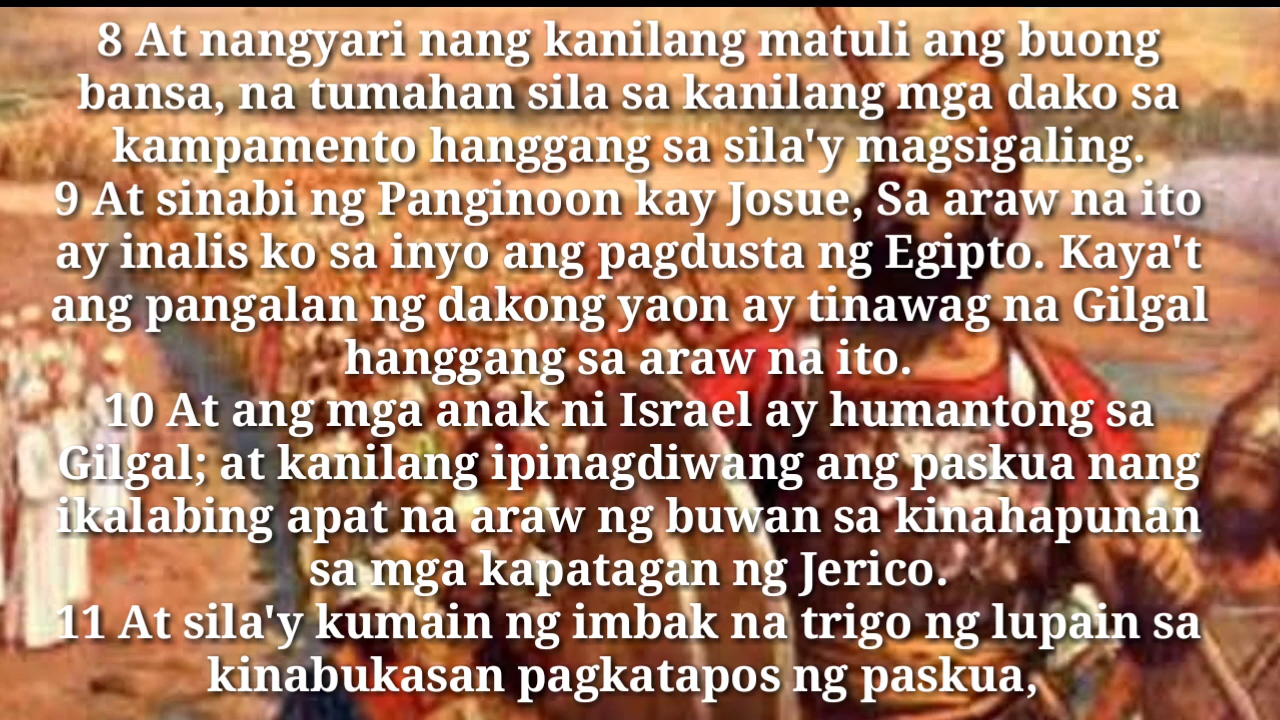 8 At nangyari nang kanilang matuli ang buong
bansa, na tumahan sila sa kanilang mga dako sa
kampamento hanggang sa sila'y magsigaling.
9 At sinabi ng Panginoon kay Josue, Sa araw na ito
ay inalis ko sa inyo ang pagdusta ng Egipto. Kaya't
ang pangalan ng dakong yaon ay tinawag na Gilgal
hanggang sa araw na ito.
10 At ang mga anak ni Israel ay humantong sa
Gilgal; at kanilang ipinagdiwang ang paskua nang
ikalabing apat na araw ng buwan sa kinahapunan
sa mga kapatagan ng Jerico.
11 At sila'y kumain ng imbak na trigo ng lupain sa
kinabukasan pagkatapos ng paskua,